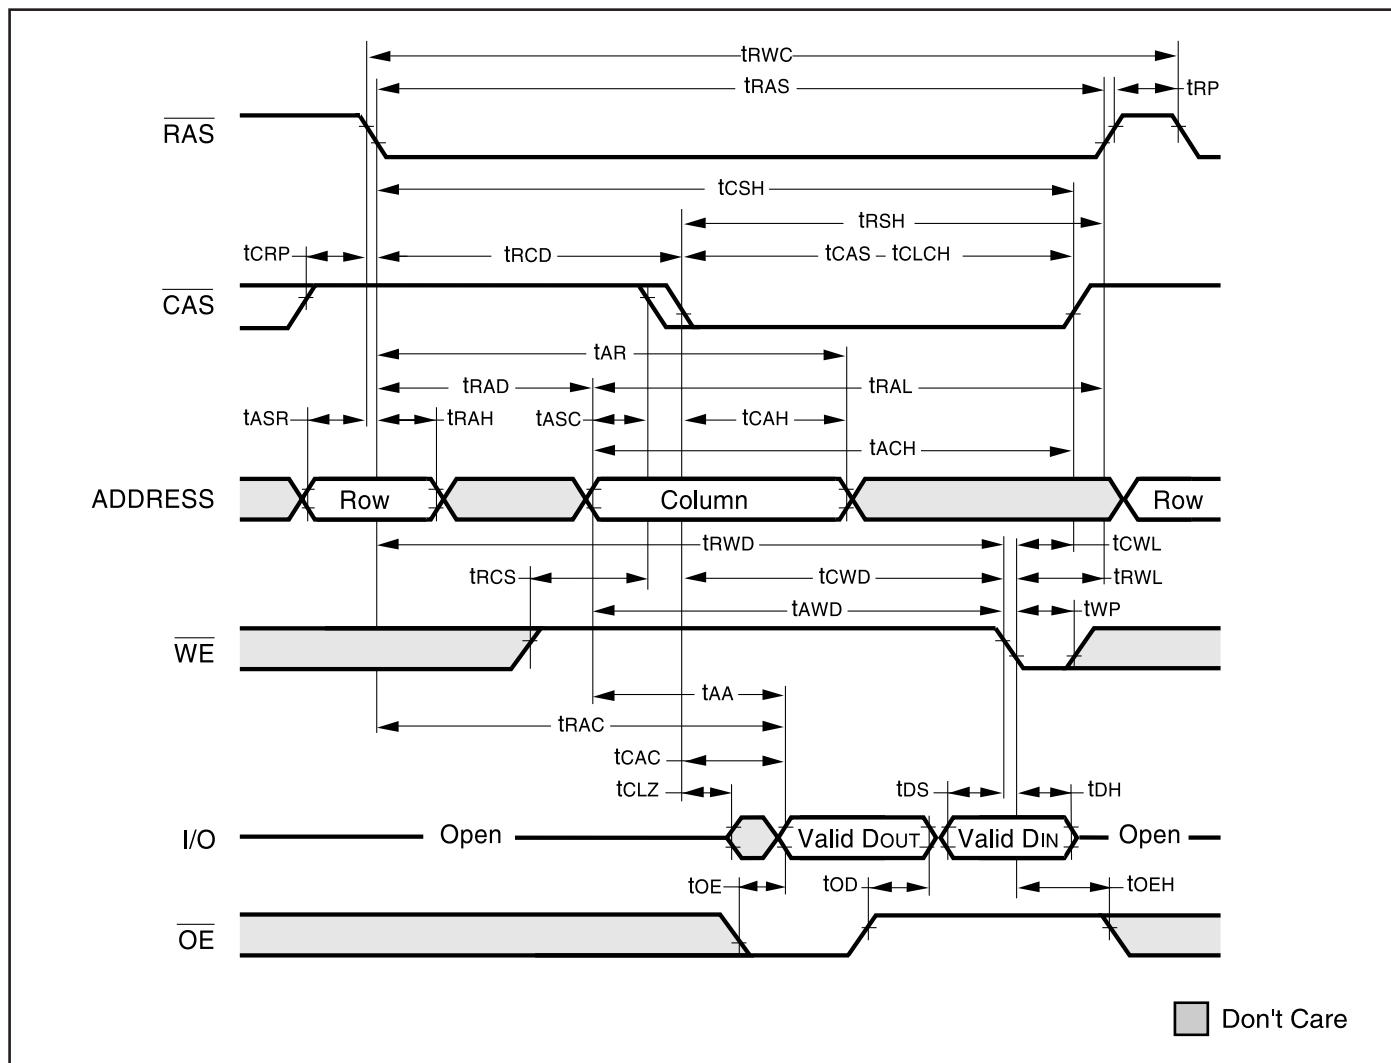 tRWC
tRAS
tRP
RAS
tCSH
tRSH
tCRP
tRCD
tCAS – tCLCH
CAS
tAR
tRAD
tRAL
tASR
tRAH
tASC
tCAH
tACH
ADDRESS
Row
Column
Row
tRWD
tCWL
tRCS
tCWD
tRWL
tAWD
tWP
WE
tAA
tRAC
tCAC
tCLZ
tDS
tDH
I/O
Open
Valid DOUT
Valid DIN
Open
tOE
tOD
tOEH
OE
Don't Care